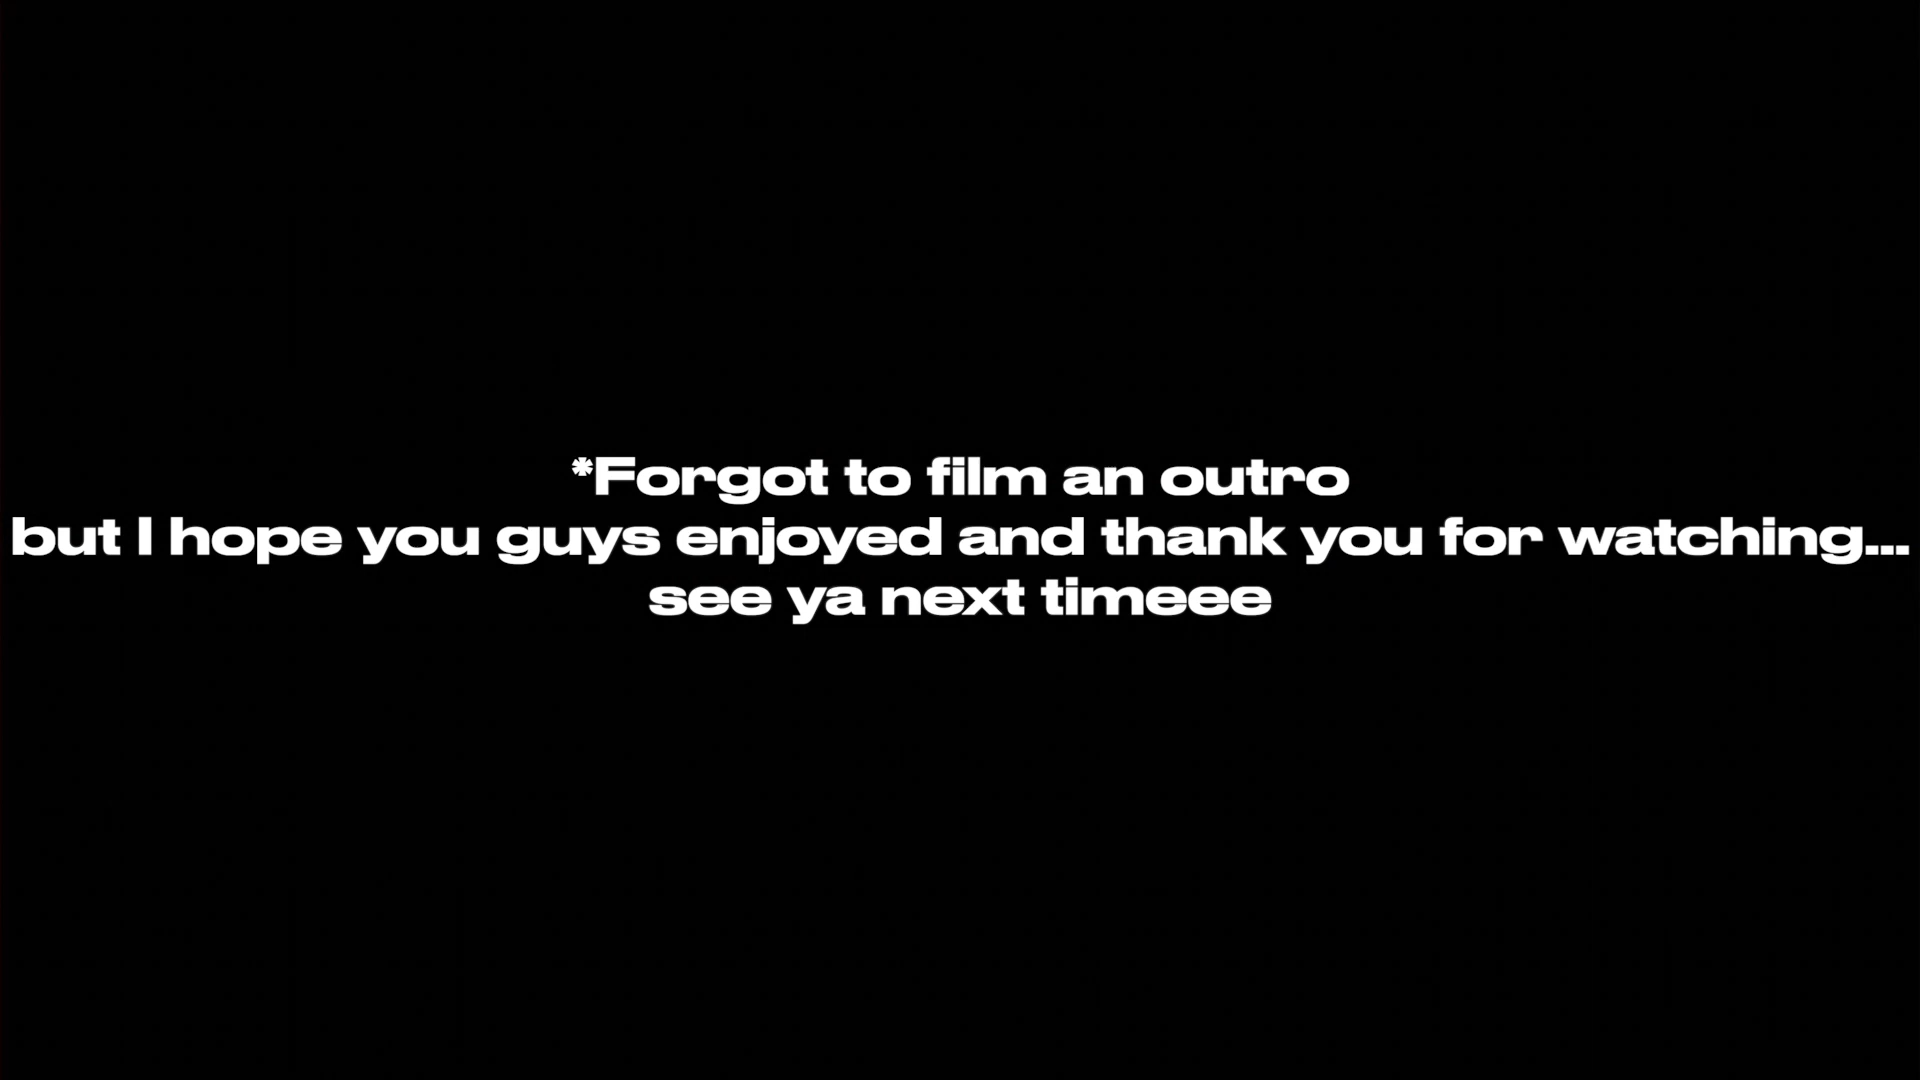 *Forgot to film an outro
but I hope you guys enjoyed and thank you for watching...
see ya next timeee